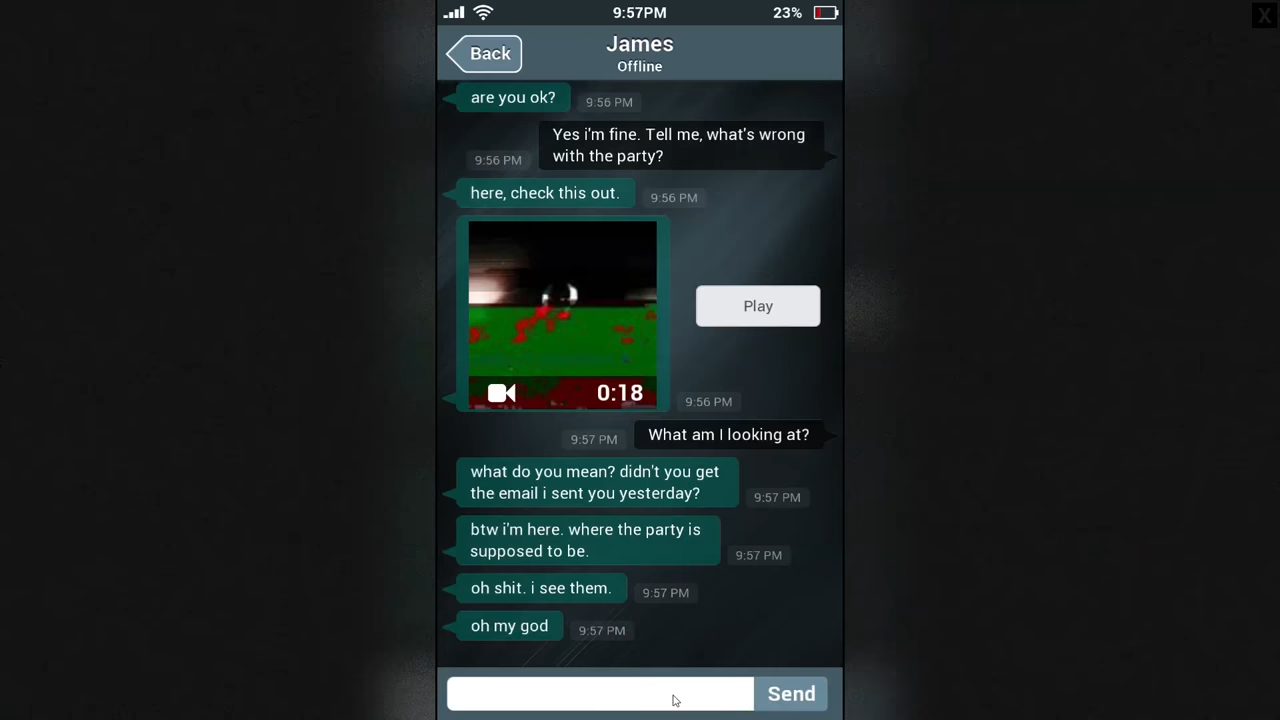 9:57PM
23%
X
Back
James
Offline
are you ok?
9:56 PM
Yes i'm fine. Tell me, what's wrong
with the party?
9:56 PM
here, check this out.
9:56 PM
Play
0:18
9:56 PM
What am I looking at?
9:57 PM
what do you mean? didn't you get
the email i sent you yesterday?
9:57 PM
btw i'm here. where the party is
supposed to be.
9:57 PM
oh shit. i see them.
9:57 PM
oh my god
9:57 PM
Send